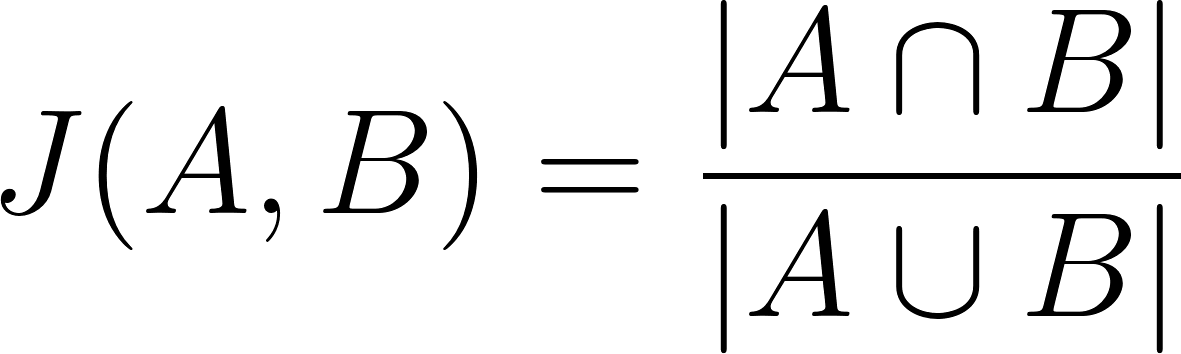 J(A, B) = |A ∩ B| / |A ∪ B|